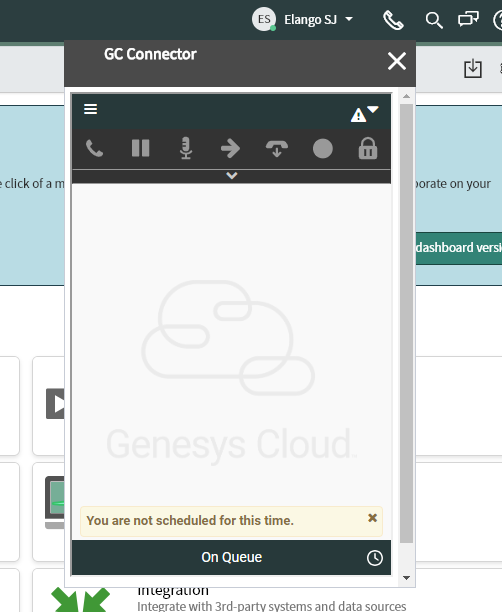 ES Elango SJ
GC Connector
e click of a m
orate on your
dashboard versi
Genesys Cloud.
You are not scheduled for this time.
On Queue
Integration
Integrate with 3rd-party systems and data sources